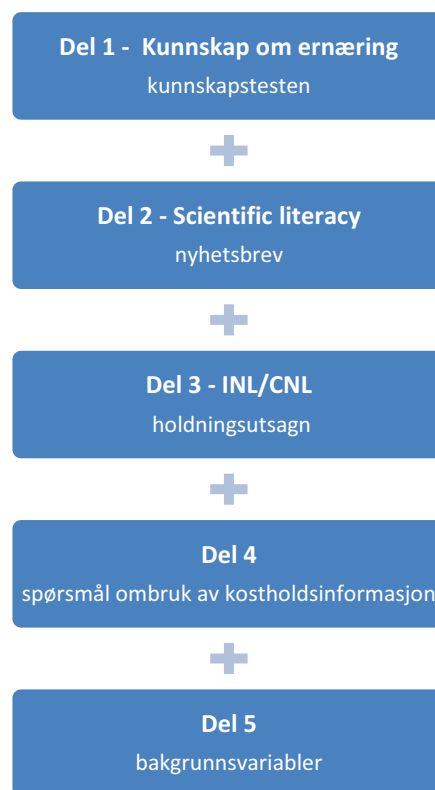 Del 1 - Kunnskap om ernæring
kunnskapstesten
Del 2 - Scientific literacy
nyhetsbrev
Del 3 - INL/CNL
holdningsutsagn
Del 4
spørsmål ombruk av kostholdsinformasjon
Del 5
bakgrunnsvariabler